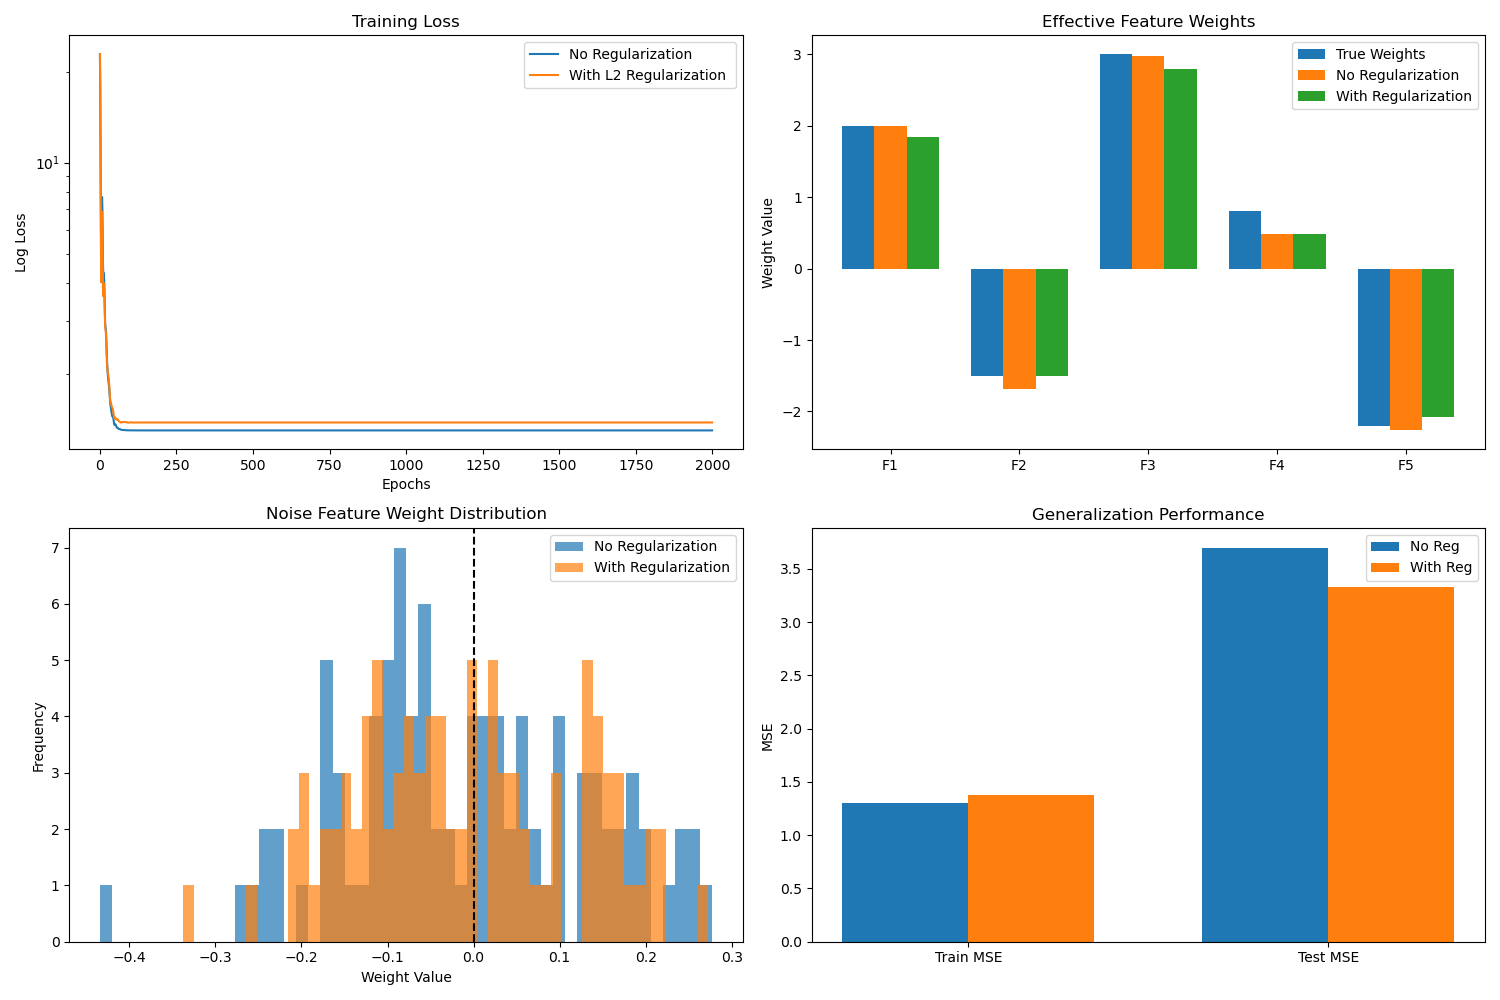 Training Loss
Log Loss
10^1
No Regularization
With L2 Regularization
0 250 500 750 1000 1250 1500 1750 2000
Epochs
Effective Feature Weights
Weight Value
3
2
1
0
−1
−2
True Weights
No Regularization
With Regularization
F1 F2 F3 F4 F5
Noise Feature Weight Distribution
Frequency
7
6
5
4
3
2
1
0
No Regularization
With Regularization
−0.4 −0.3 −0.2 −0.1 0.0 0.1 0.2 0.3
Weight Value
Generalization Performance
MSE
3.5
3.0
2.5
2.0
1.5
1.0
0.5
0.0
No Reg
With Reg
Train MSE Test MSE